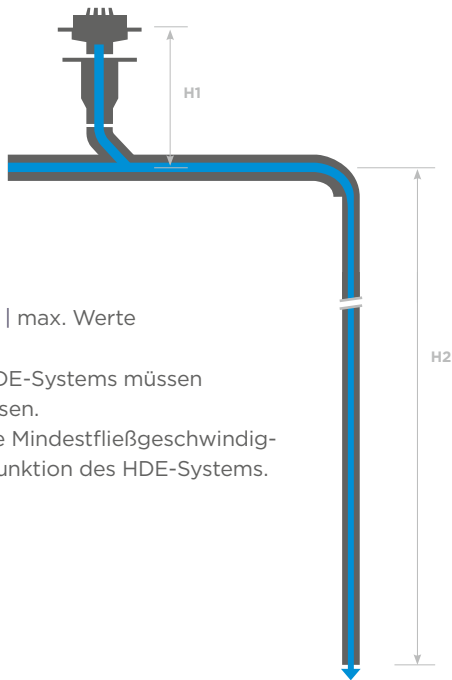 H1
| max. Werte
DE-Systems müssen
sen.
e Mindestfließgeschwindig-
unktion des HDE-Systems.
H2